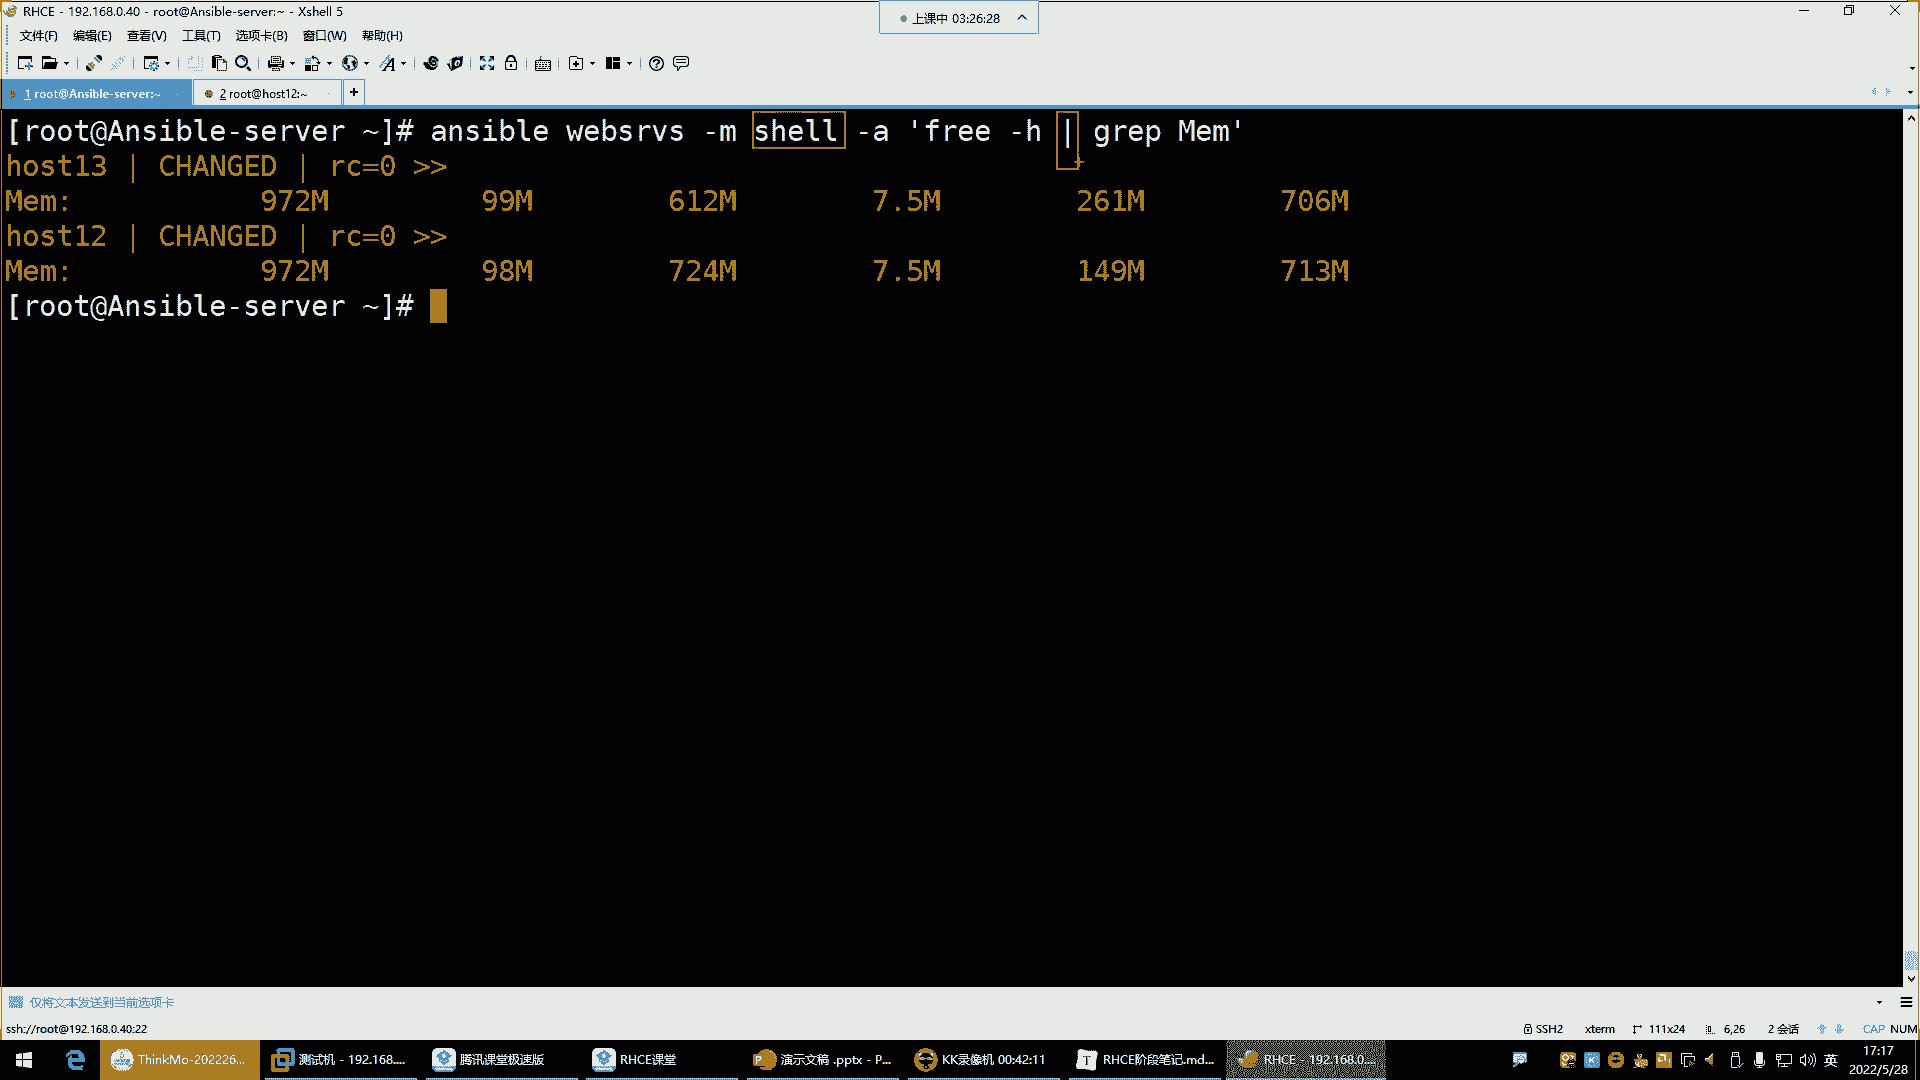 RHCE - 192.168.0.40 - root@Ansible-server:~ - Xshell 5
上课中 03:26:28
文件(F) 编辑(E) 查看(V) 工具(T) 选项卡(B) 窗口(W) 帮助(H)
1 root@Ansible-server:~ 2 root@host12:~ +
[root@Ansible-server ~]# ansible websrvs -m shell -a 'free -h | grep Mem'
host13 | CHANGED | rc=0 >>
Mem: 972M 99M 612M 7.5M 261M 706M
host12 | CHANGED | rc=0 >>
Mem: 972M 98M 724M 7.5M 149M 713M
[root@Ansible-server ~]#
仅将文本发送到当前选项卡
ssh://root@192.168.0.40:22 SSH2 xterm 111x24 6,26 2 会话 CAP NUM
ThinkMo-202226... 测试机 - 192.168.... 腾讯课堂极速版 RHCE课堂 演示文稿 .pptx - P... KK录像机 00:42:11 RHCE阶段笔记.md... RHCE - 192.168.0.... 英 17:17
2022/5/28